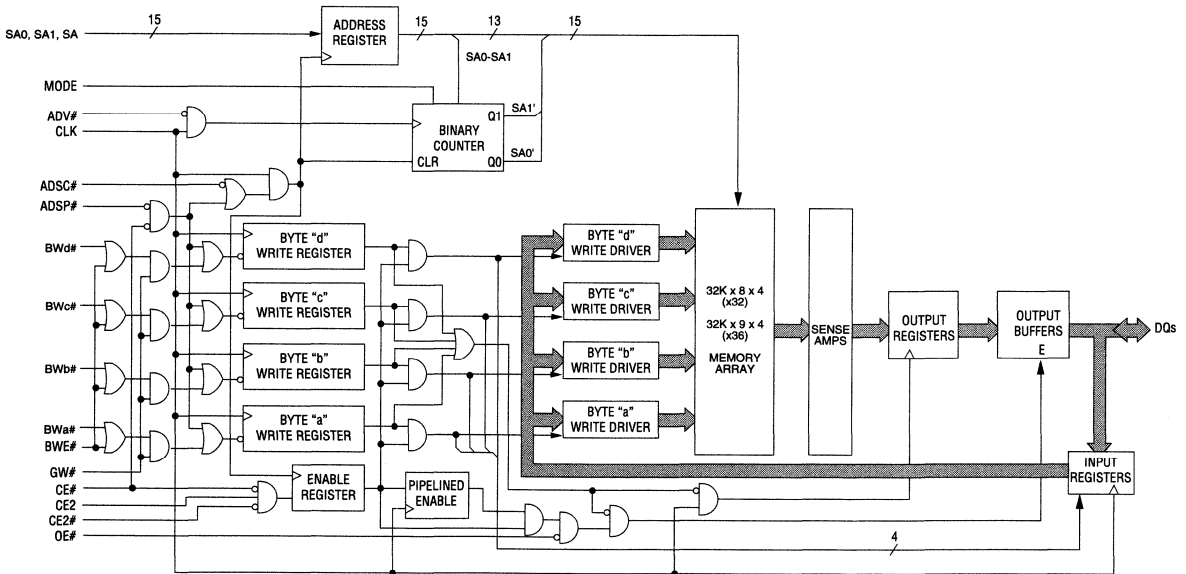 15
SA0, SA1, SA
ADDRESS
REGISTER
15
13
15
SA0-SA1
MODE
ADV#
CLK
BINARY
COUNTER
Q1
SA1'
CLR
Q0
SA0'
ADSC#
ADSP#
BWd#
BYTE "d"
WRITE REGISTER
BYTE "d"
WRITE DRIVER
BWc#
BYTE "c"
WRITE REGISTER
BYTE "c"
WRITE DRIVER
BWb#
BYTE "b"
WRITE REGISTER
BYTE "b"
WRITE DRIVER
BWa#
BWE#
BYTE "a"
WRITE REGISTER
BYTE "a"
WRITE DRIVER
32K x 8 x 4
(x32)
32K x 9 x 4
(x36)
MEMORY
ARRAY
SENSE
AMPS
OUTPUT
REGISTERS
OUTPUT
BUFFERS
E
DQs
GW#
CE#
CE2
CE2#
OE#
ENABLE
REGISTER
PIPELINED
ENABLE
INPUT
REGISTERS
4